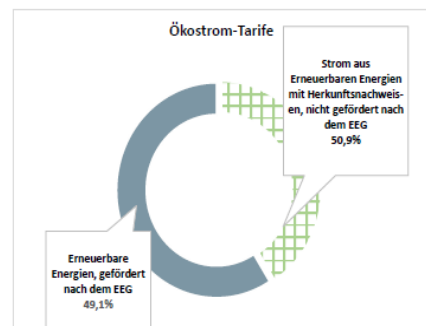 Ökostrom-Tarife
Strom aus
Erneuerbaren Energien
mit Herkunftsnachweis-
en, nicht gefördert nach
dem EEG
50,9%
Erneuerbare
Energien, gefördert
nach dem EEG
49,1%